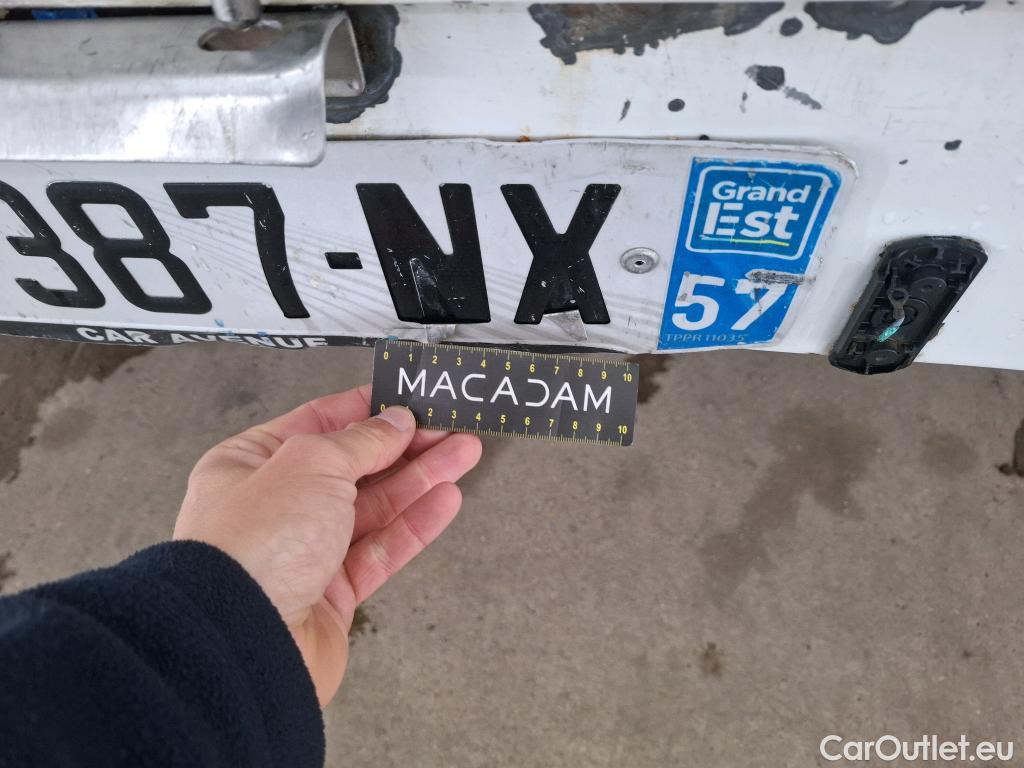 387-NX
Grand
Est
57
TPPR11035
CAR AVENUE
0 1 2 3 4 5 6 7 8 9 10
MACADAM
0 1 2 3 4 5 6 7 8 9 10
CarOutlet.eu